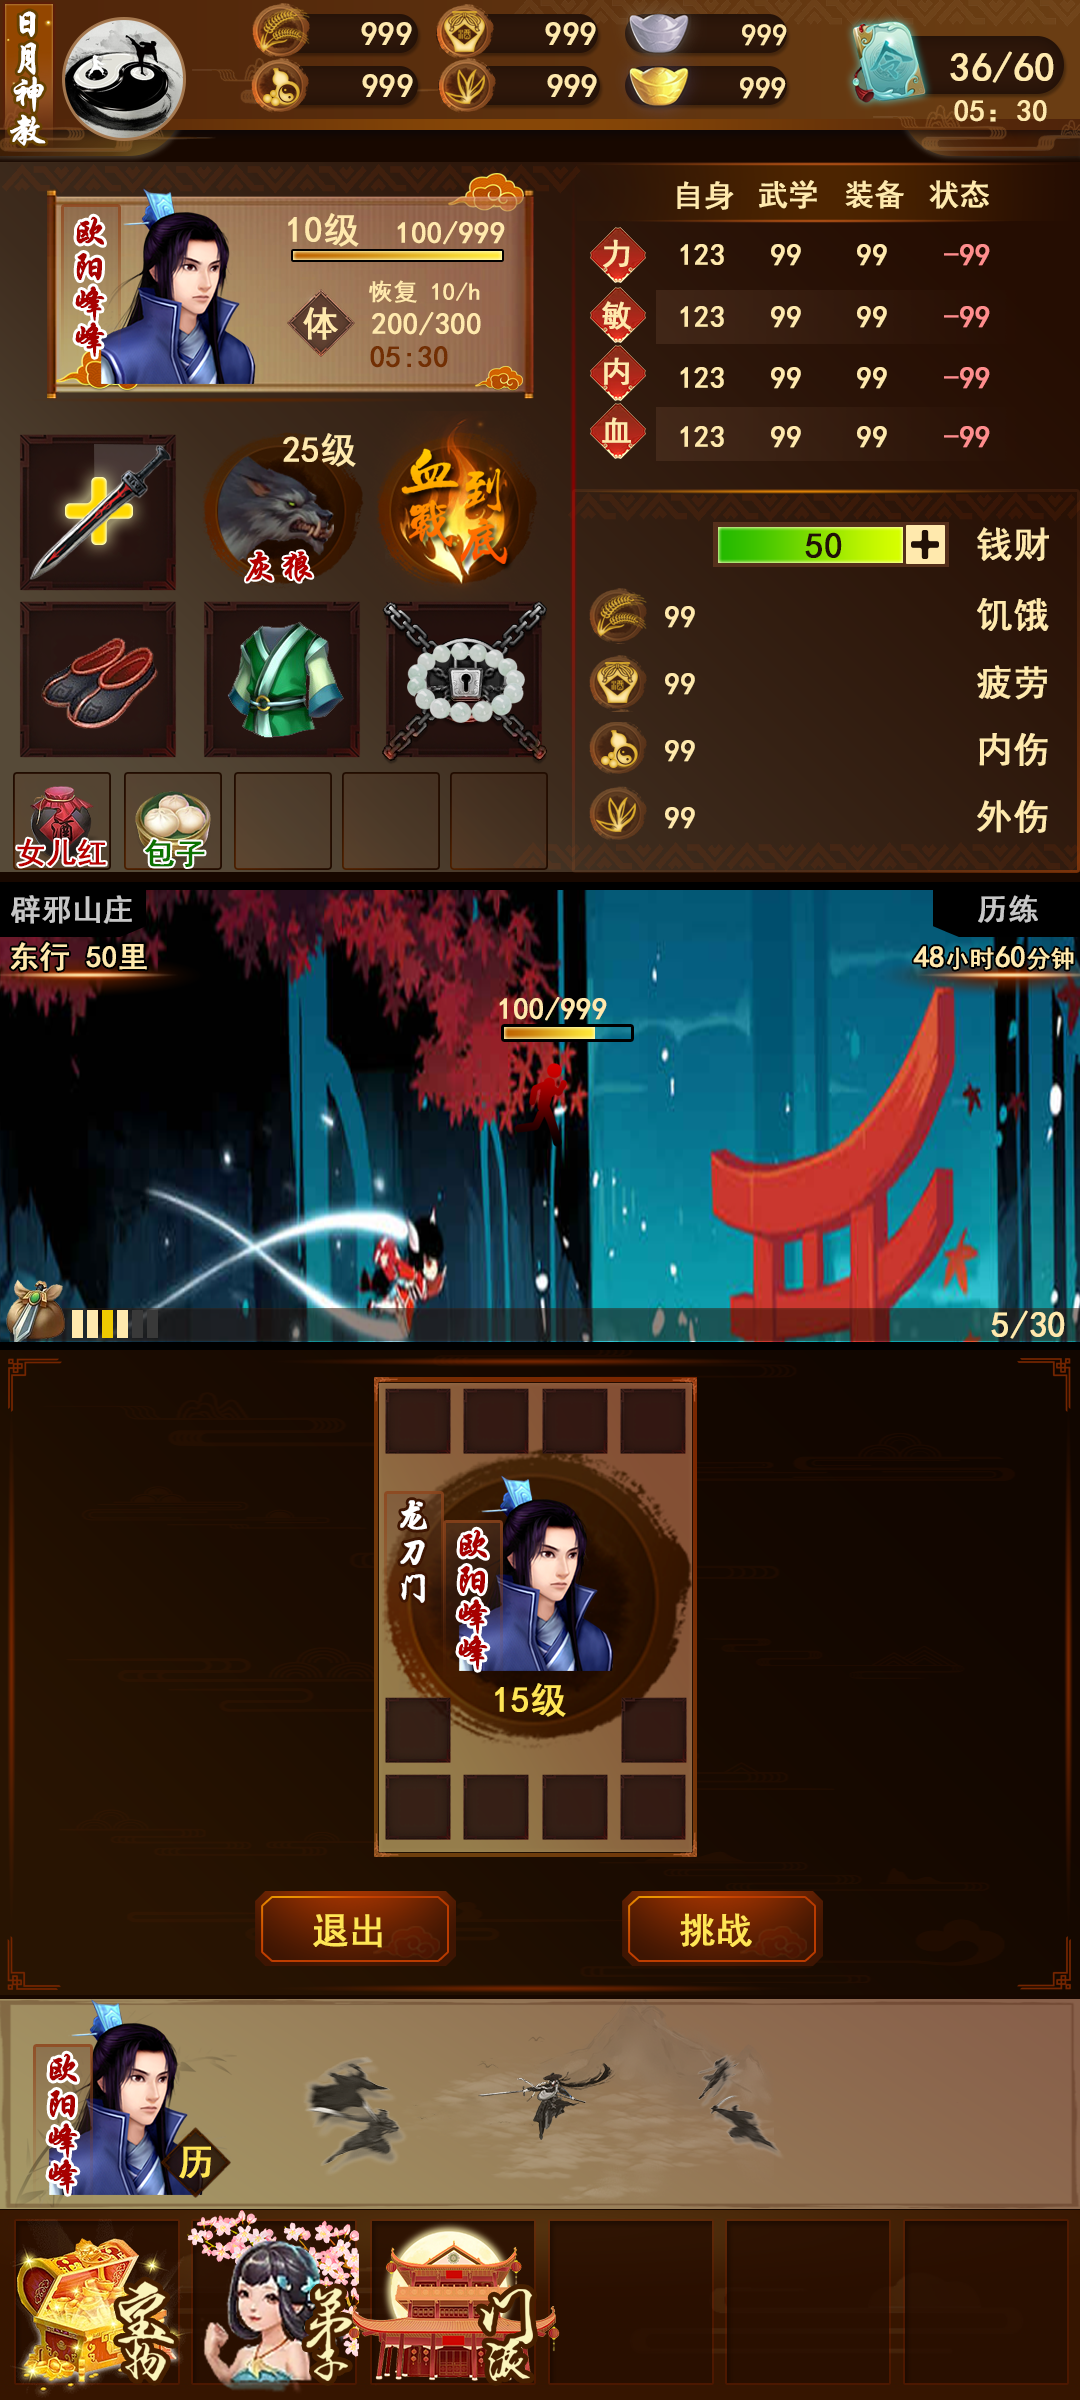 日月神教
999 999 999
999 999 999
36/60
05: 30
欧阳峰峰
10级 100/999
恢复 10/h
体 200/300
05:30
自身 武学 装备 状态
力 123 99 99 -99
敏 123 99 99 -99
内 123 99 99 -99
血 123 99 99 -99
25级
灰狼
血戰到底
酒
女儿红
包子
50 + 钱财
99 饥饿
99 疲劳
99 内伤
99 外伤
辟邪山庄
东行 50里
历练
48小时60分钟
100/999
5/30
龙刀门
欧阳峰峰
15级
退出
挑战
欧阳峰峰
历
宝物
弟子
门派